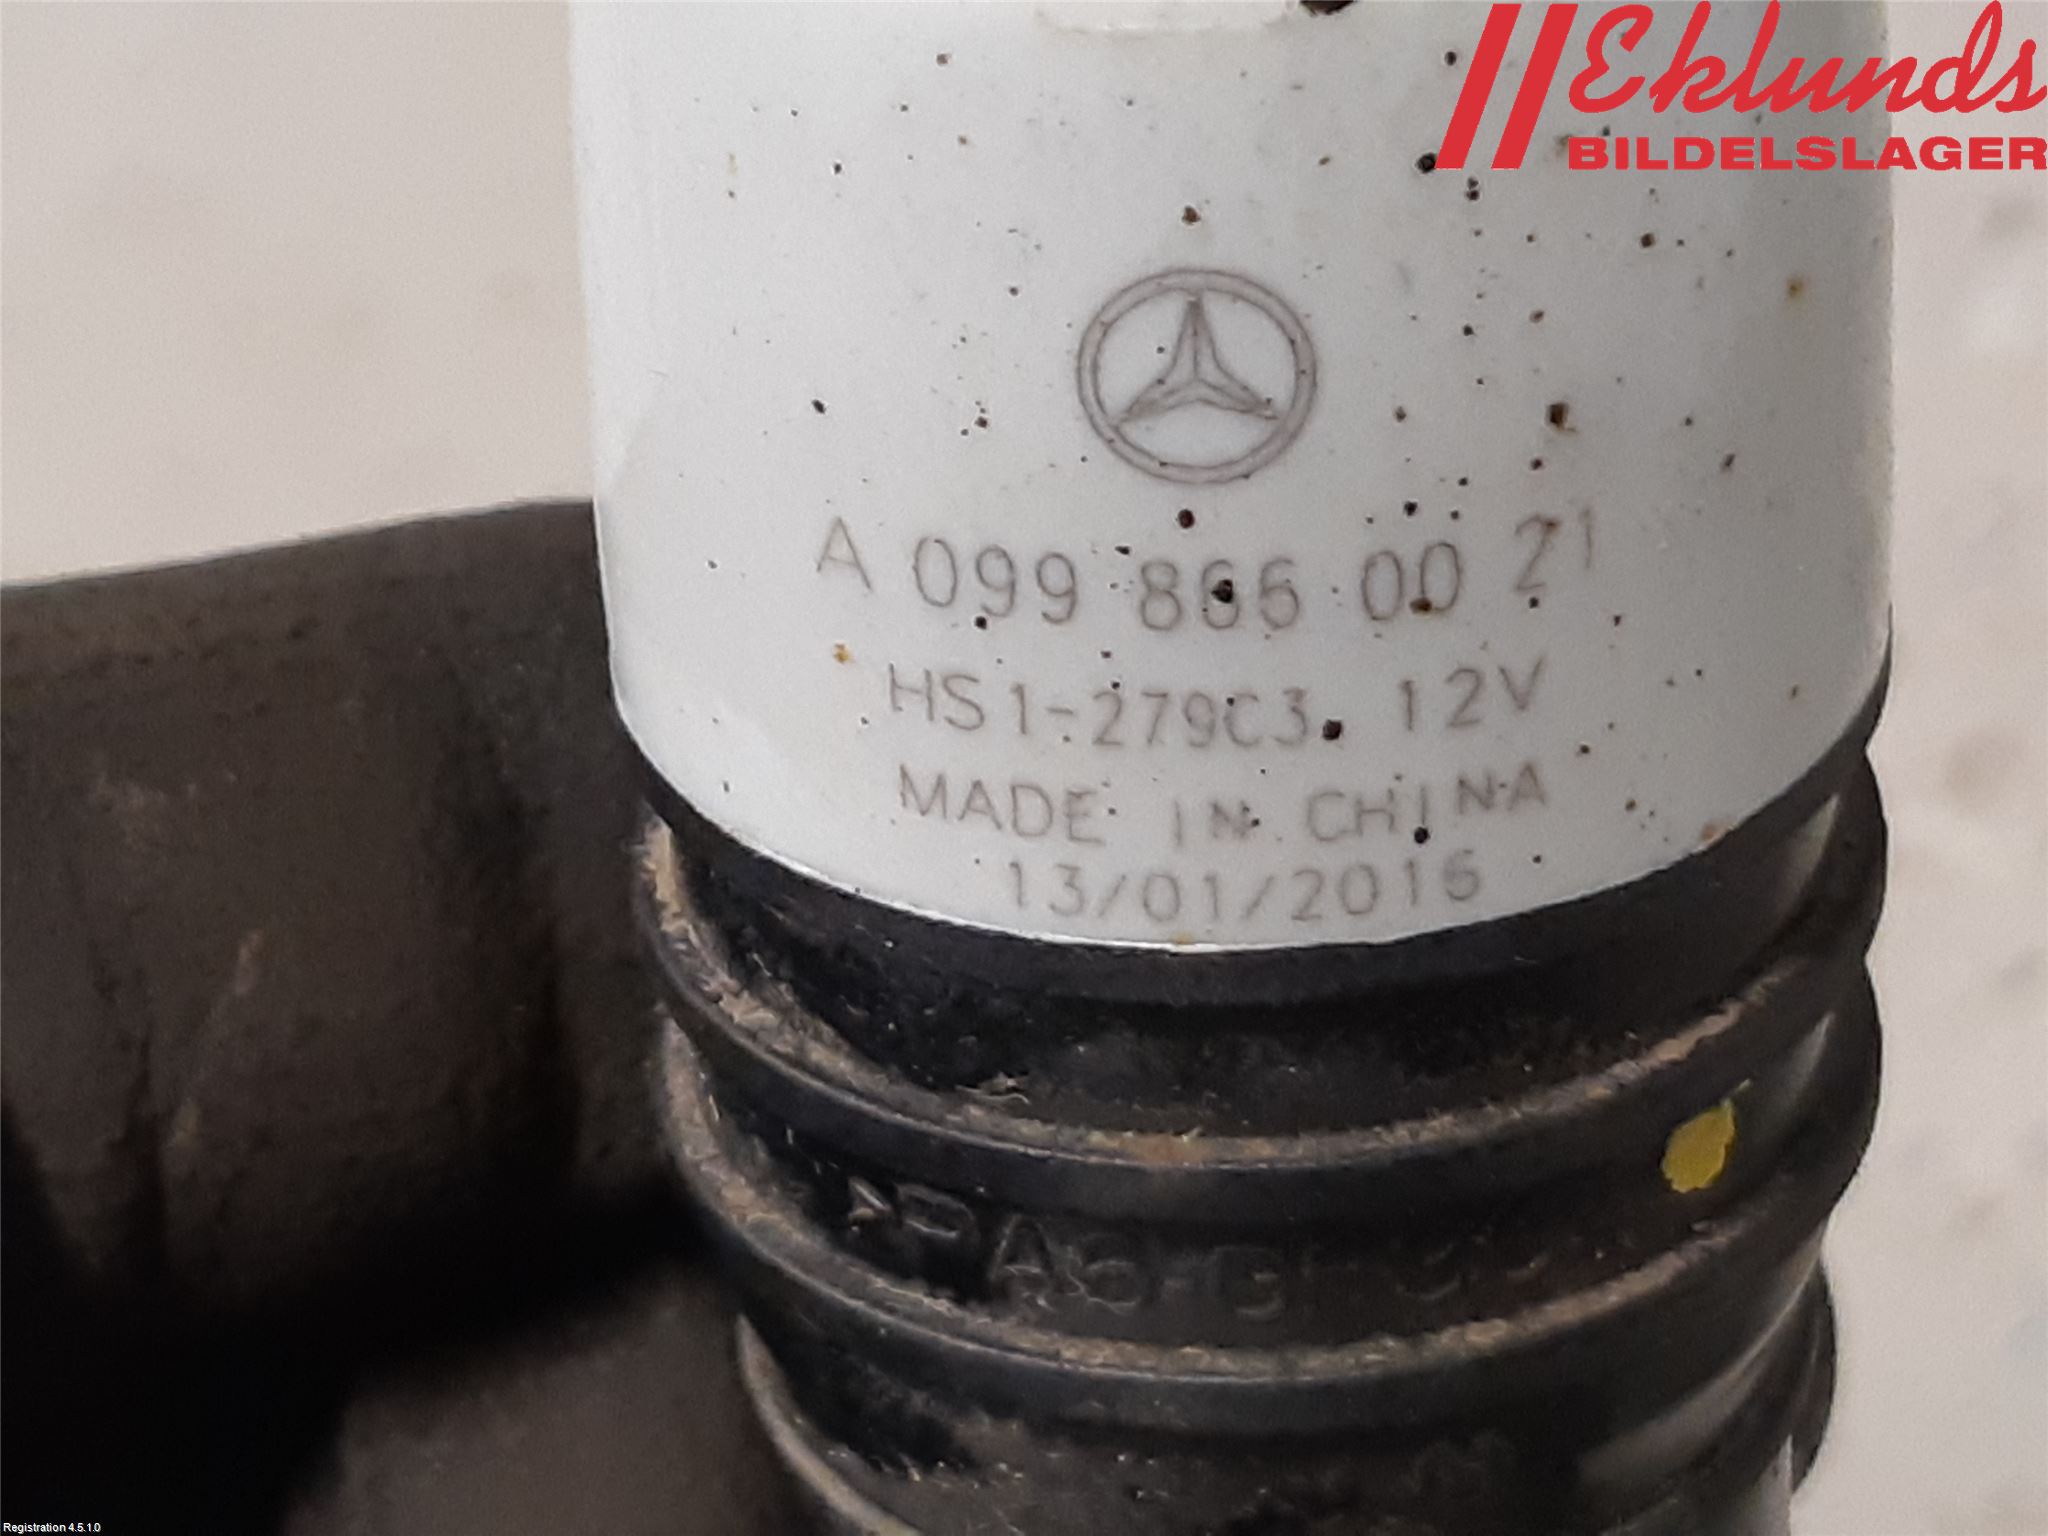 Eklunds
BILDELSLAGER
A 099 866 00 21
HS1-279C3 12V
MADE IN CHINA
13/01/2016
Registration 4.5.1.0